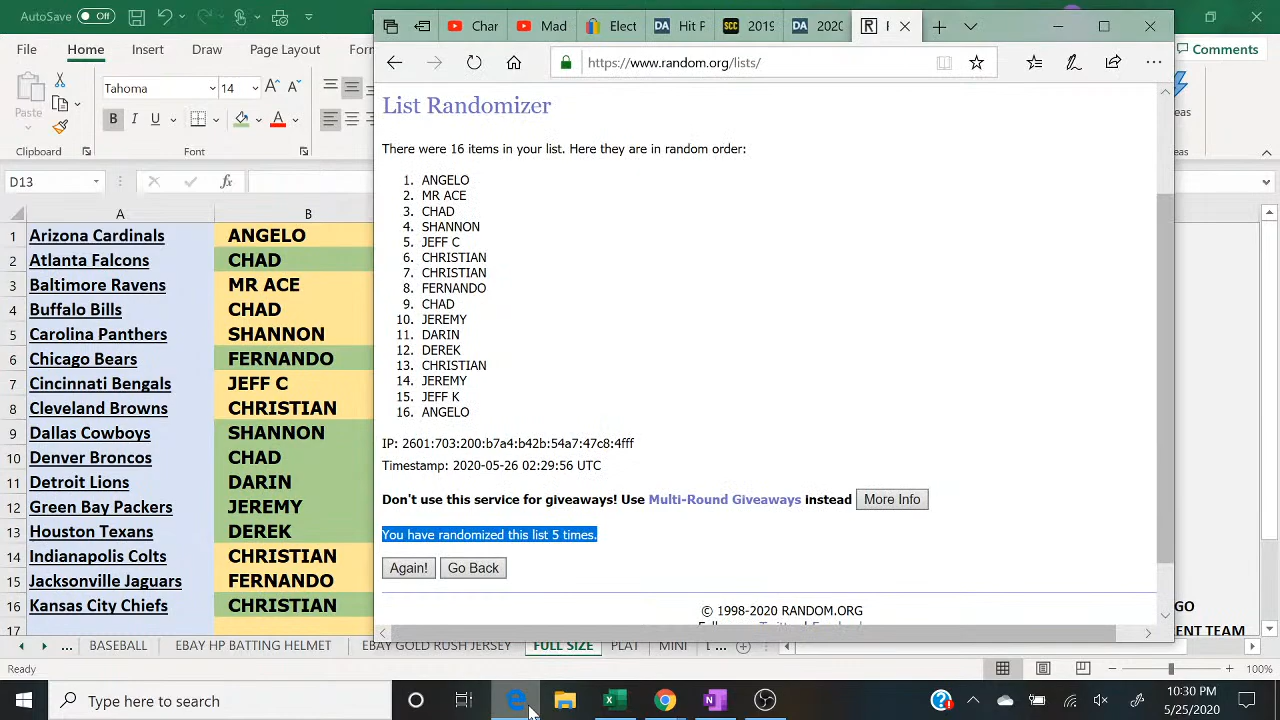 AutoSave Off
Char
Mad
Elect
DA Hit P
SCC 2019
DA 2020
R
https://www.random.org/lists/
File Home Insert Draw Page Layout
Comments
Tahoma 14
Paste
B I U
Clipboard Font
D13
fx
A B
1 Arizona Cardinals ANGELO
2 Atlanta Falcons CHAD
3 Baltimore Ravens MR ACE
4 Buffalo Bills CHAD
5 Carolina Panthers SHANNON
6 Chicago Bears FERNANDO
7 Cincinnati Bengals JEFF C
8 Cleveland Browns CHRISTIAN
9 Dallas Cowboys SHANNON
10 Denver Broncos CHAD
11 Detroit Lions DARIN
12 Green Bay Packers JEREMY
13 Houston Texans DEREK
14 Indianapolis Colts CHRISTIAN
15 Jacksonville Jaguars FERNANDO
16 Kansas City Chiefs CHRISTIAN
17
List Randomizer
There were 16 items in your list. Here they are in random order:
1. ANGELO
2. MR ACE
3. CHAD
4. SHANNON
5. JEFF C
6. CHRISTIAN
7. CHRISTIAN
8. FERNANDO
9. CHAD
10. JEREMY
11. DARIN
12. DEREK
13. CHRISTIAN
14. JEREMY
15. JEFF K
16. ANGELO
IP: 2601:703:200:b7a4:b42b:54a7:47c8:4fff
Timestamp: 2020-05-26 02:29:56 UTC
Don't use this service for giveaways! Use Multi-Round Giveaways instead More Info
You have randomized this list 5 times.
Again! Go Back
© 1998-2020 RANDOM.ORG
GO
ENT TEAM
... BASEBALL EBAY HP BATTING HELMET EBAY GOLD RUSH JERSEY FULL SIZE PLAT MINI
Ready
100%
Type here to search
10:30 PM
5/25/2020